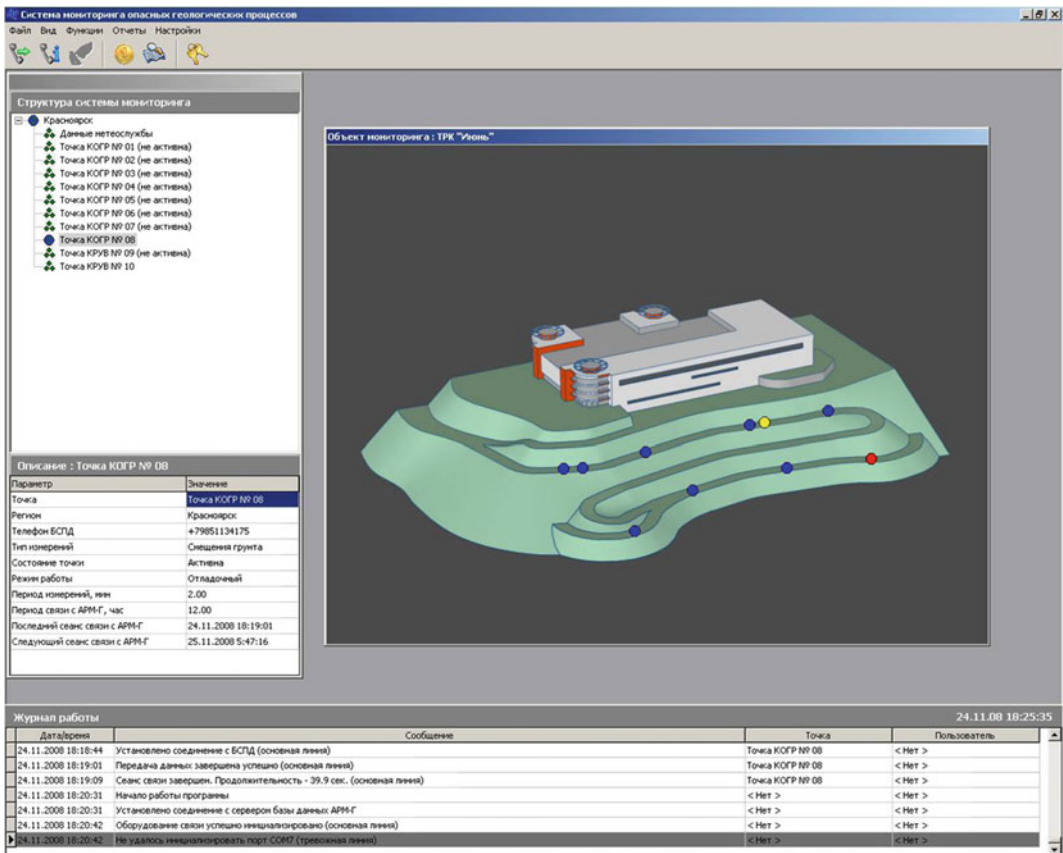 Система мониторинга опасных геологических процессов
Файл Вид Функции Отчеты Настройки
Структура системы мониторинга
Красноярск
Данные метеослужбы
Точка КОГР № 01 (не активна)
Точка КОГР № 02 (не активна)
Точка КОГР № 03 (не активна)
Точка КОГР № 04 (не активна)
Точка КОГР № 05 (не активна)
Точка КОГР № 06 (не активна)
Точка КОГР № 07 (не активна)
Точка КОГР № 08
Точка КРУВ № 09 (не активна)
Точка КРУВ № 10
Объект мониторинга : ТРК "Июнь"
Описание : Точка КОГР № 08
Параметр Значение
Точка Точка КОГР № 08
Регион Красноярск
Телефон БСПД +79851134175
Тип измерений Смещения грунта
Состояние точки Активна
Режим работы Отладочный
Период измерений, мин 2.00
Период связи с АРМ-Г, час 12.00
Последний сеанс связи с АРМ-Г 24.11.2008 18:19:01
Следующий сеанс связи с АРМ-Г 25.11.2008 5:47:16
Журнал работы 24.11.08 18:25:35
Дата/время Сообщение Точка Пользователь
24.11.2008 18:18:44 Установлено соединение с БСПД (основная линия) Точка КОГР № 08 < Нет >
24.11.2008 18:19:01 Передача данных завершена успешно (основная линия) Точка КОГР № 08 < Нет >
24.11.2008 18:19:09 Сеанс связи завершен. Продолжительность - 39.9 сек. (основная линия) Точка КОГР № 08 < Нет >
24.11.2008 18:20:31 Начало работы программы < Нет > < Нет >
24.11.2008 18:20:31 Установлено соединение с сервером базы данных АРМ-Г < Нет > < Нет >
24.11.2008 18:20:42 Оборудование связи успешно инициализировано (основная линия) < Нет > < Нет >
24.11.2008 18:20:42 Не удалось инициализировать порт COM7 (тревожная линия) < Нет > < Нет >